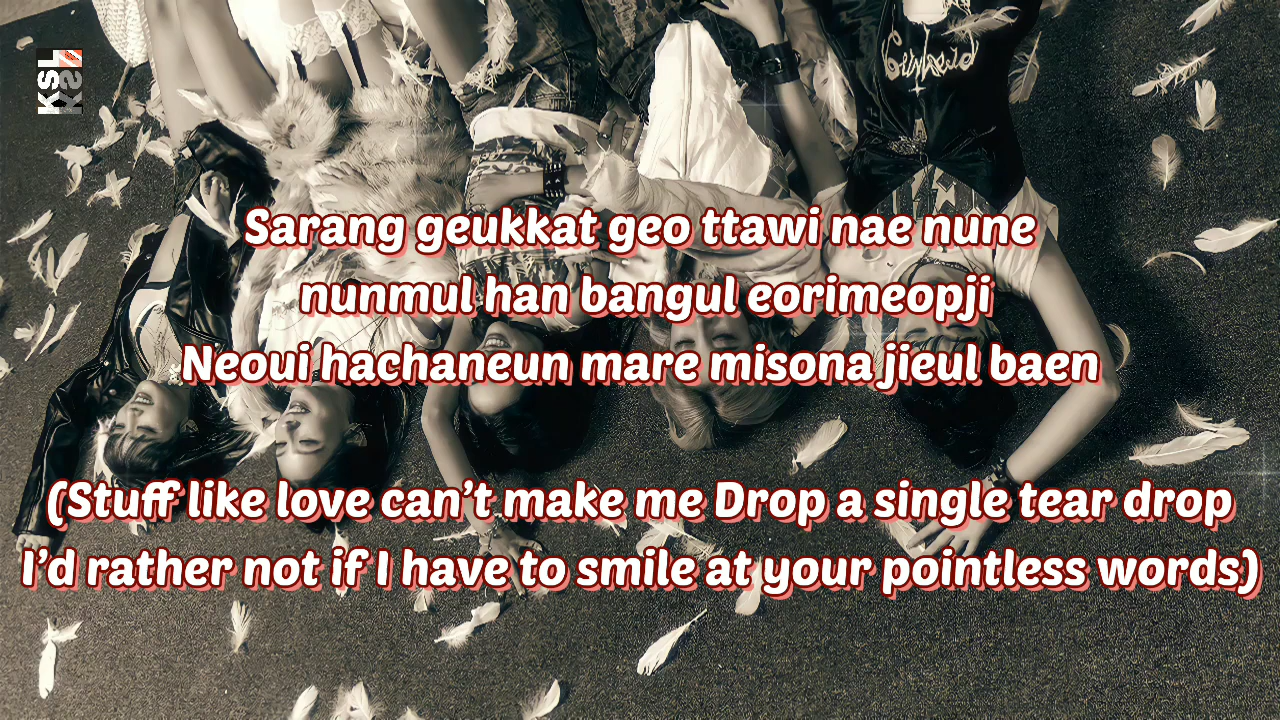 KSL
Sarang geukkat geo ttawi nae nune
nunmul han bangul eorimeopji
Neoui hachaneun mare misona jieul baen
(Stuff like love can't make me Drop a single tear drop
I'd rather not if I have to smile at your pointless words)